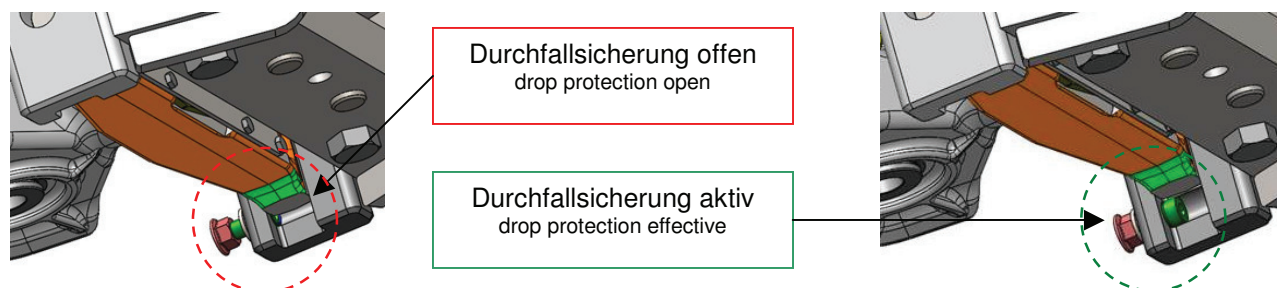 Durchfallsicherung offen
drop protection open
Durchfallsicherung aktiv
drop protection effective